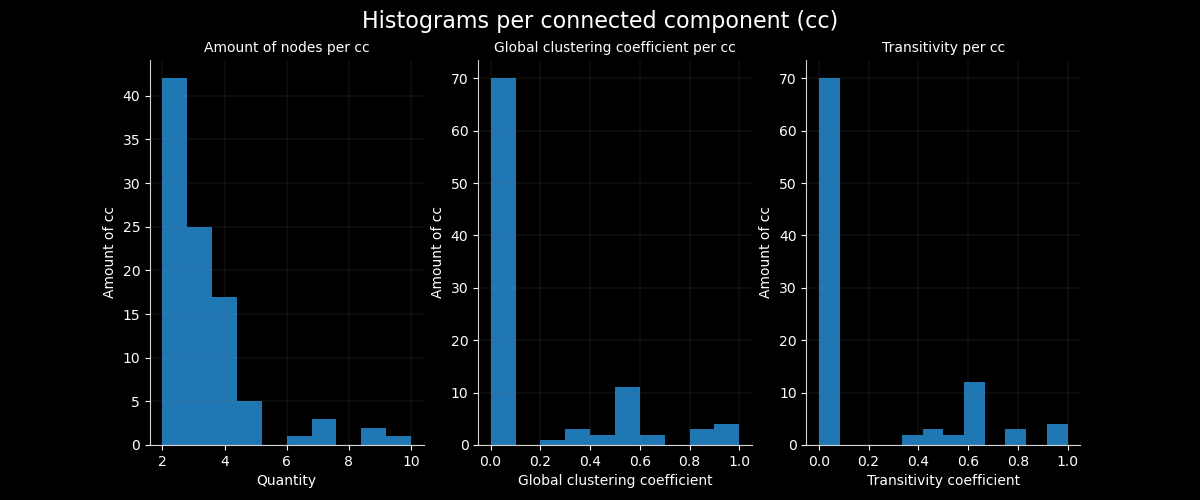 Histograms per connected component (cc)
Amount of nodes per cc
Amount of cc
40
35
30
25
20
15
10
5
0
2 4 6 8 10
Quantity
Global clustering coefficient per cc
Amount of cc
70
60
50
40
30
20
10
0
0.0 0.2 0.4 0.6 0.8 1.0
Global clustering coefficient
Transitivity per cc
Amount of cc
70
60
50
40
30
20
10
0
0.0 0.2 0.4 0.6 0.8 1.0
Transitivity coefficient